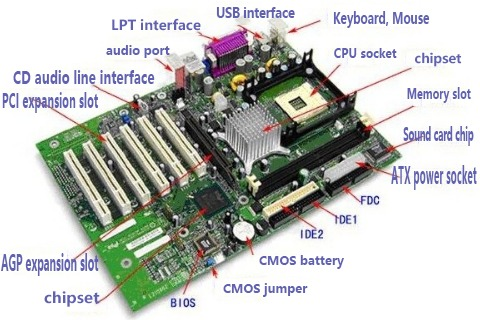 USB interface
LPT interface
Keyboard, Mouse
audio port
CPU socket
chipset
CD audio line interface
PCI expansion slot
Memory slot
Sound card chip
ATX power socket
FDC
IDE1
IDE2
AGP expansion slot
CMOS battery
chipset
BIOS
CMOS jumper